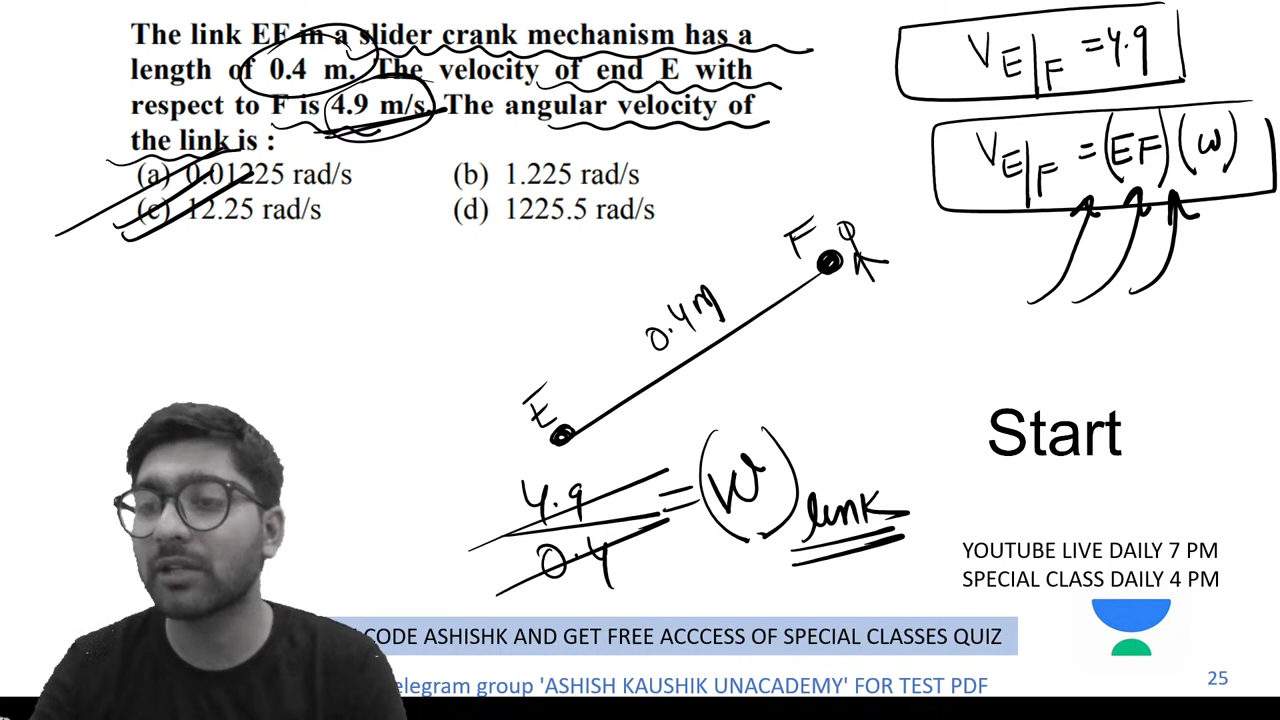 The link EF in a slider crank mechanism has a
length of 0.4 m. The velocity of end E with
respect to F is 4.9 m/s. The angular velocity of
the link is :
(a) 0.01225 rad/s (b) 1.225 rad/s
(c) 12.25 rad/s (d) 1225.5 rad/s
V E/F = 4.9
V E/F = (EF) (ω)
F
0.4m
E
4.9
0.4
= (ω) link
Start
YOUTUBE LIVE DAILY 7 PM
SPECIAL CLASS DAILY 4 PM
CODE ASHISHK AND GET FREE ACCCESS OF SPECIAL CLASSES QUIZ
elegram group 'ASHISH KAUSHIK UNACADEMY' FOR TEST PDF
25